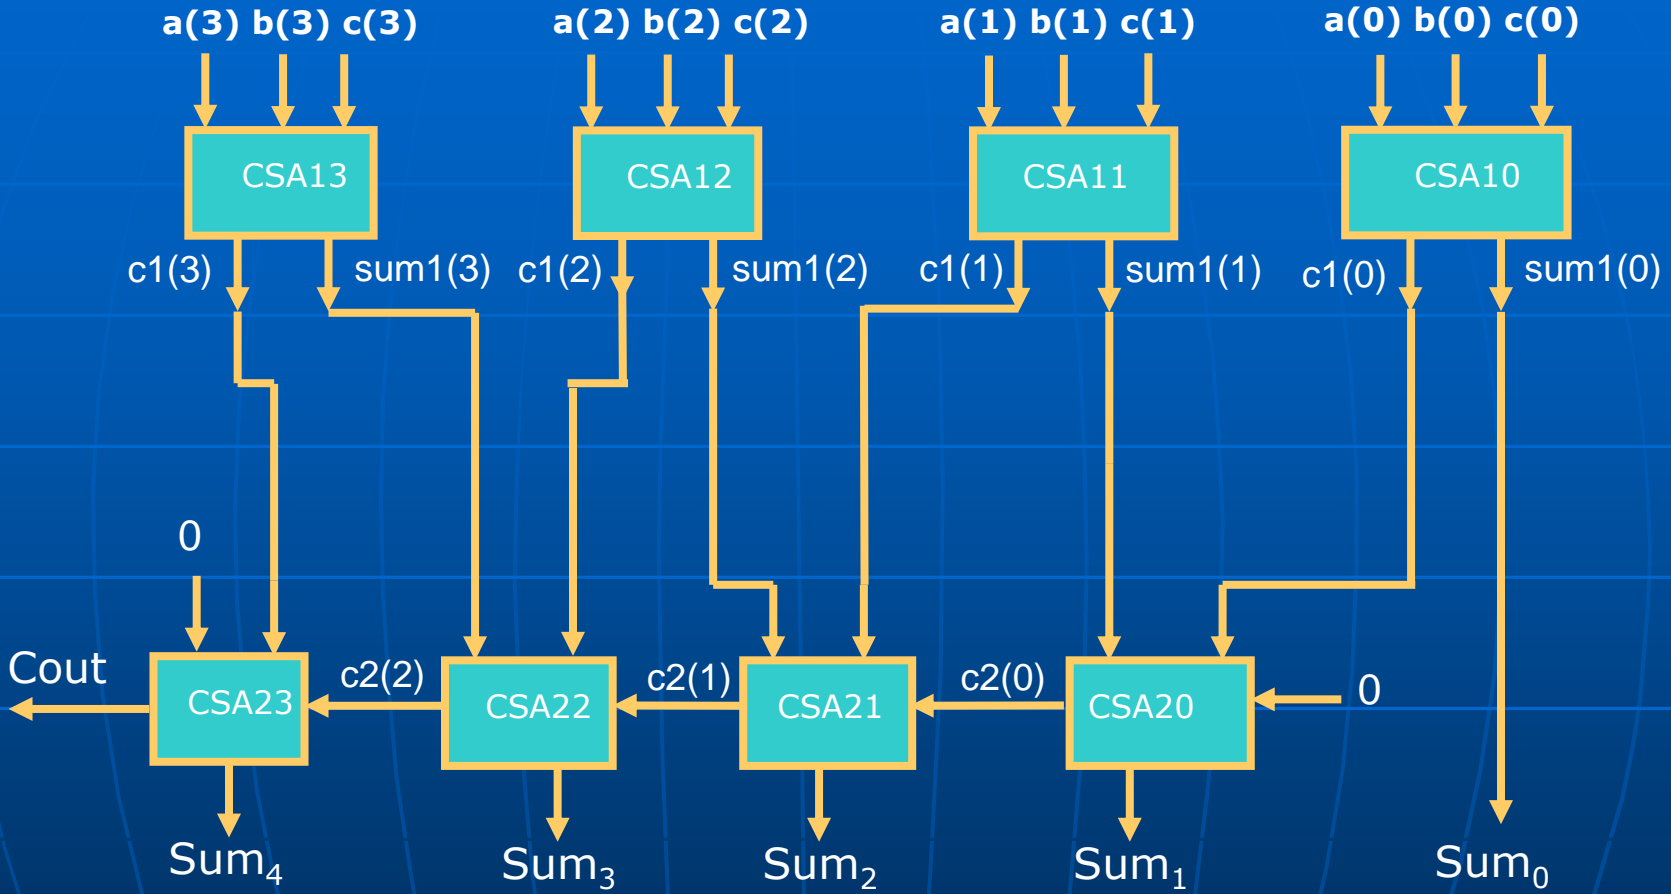 a(3) b(3) c(3) a(2) b(2) c(2) a(1) b(1) c(1) a(0) b(0) c(0)
CSA13 CSA12 CSA11 CSA10
c1(3) sum1(3) c1(2) sum1(2) c1(1) sum1(1) c1(0) sum1(0)
0
Cout CSA23 c2(2) CSA22 c2(1) CSA21 c2(0) CSA20 0
Sum₄ Sum₃ Sum₂ Sum₁ Sum₀